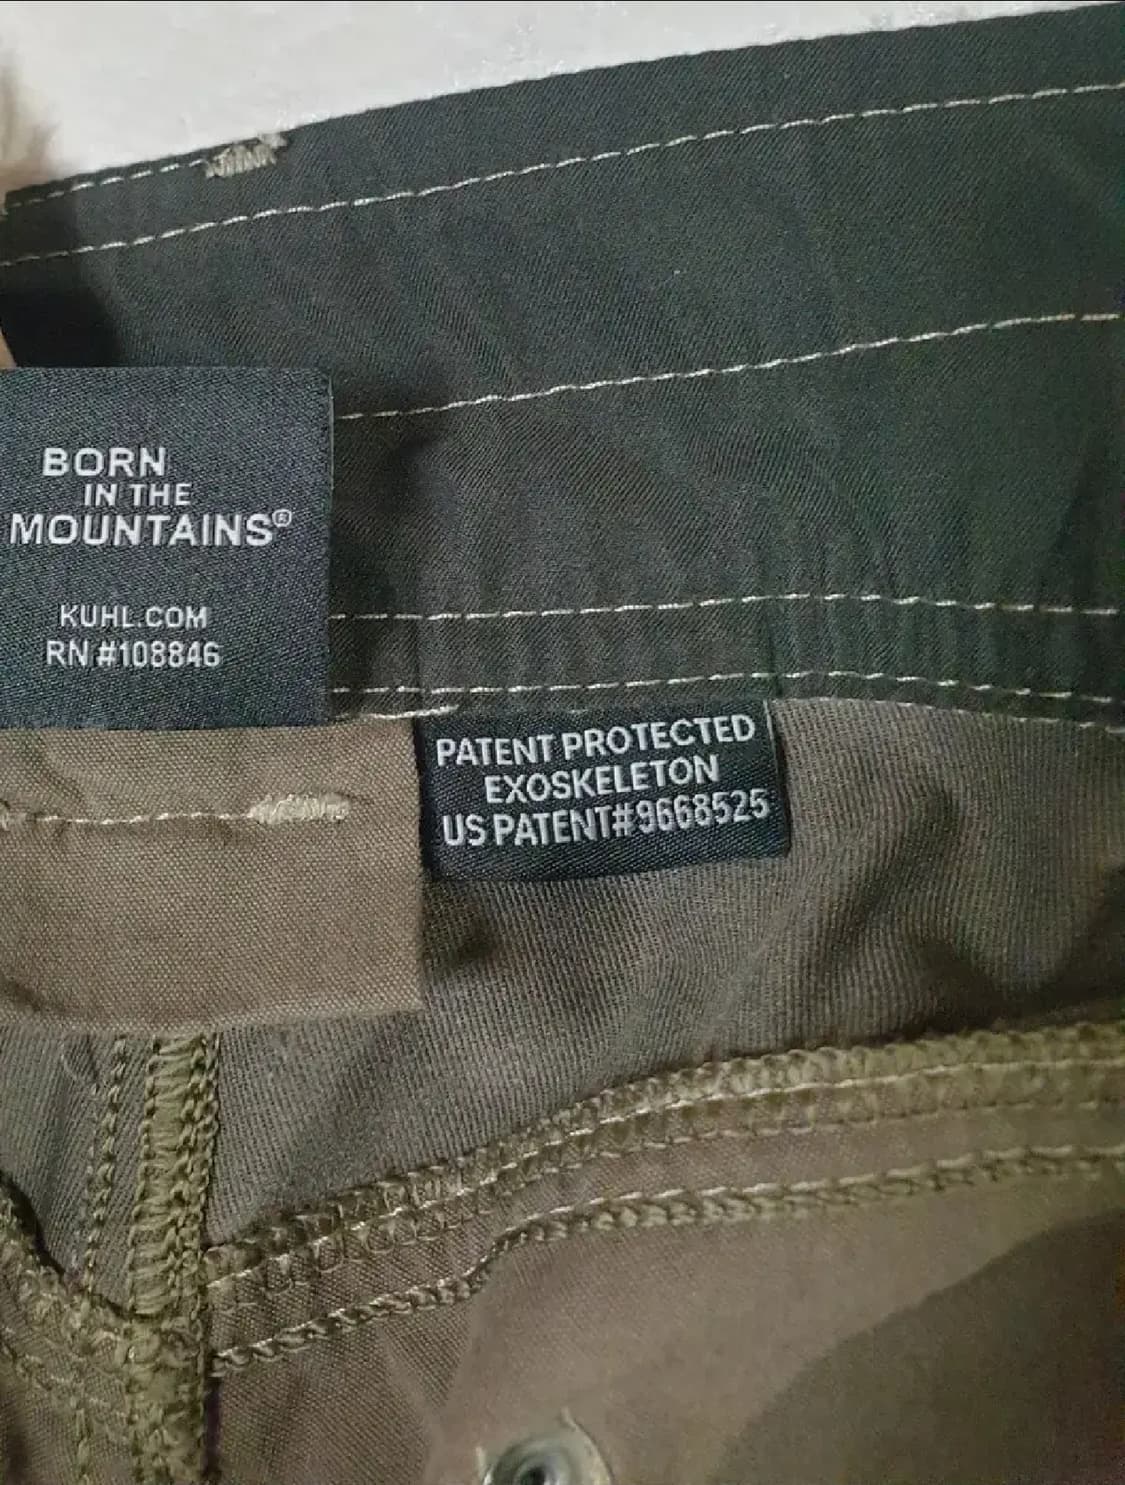 BORN
IN THE
MOUNTAINS®
KUHL.COM
RN #108846
PATENT PROTECTED
EXOSKELETON
US PATENT#9668525